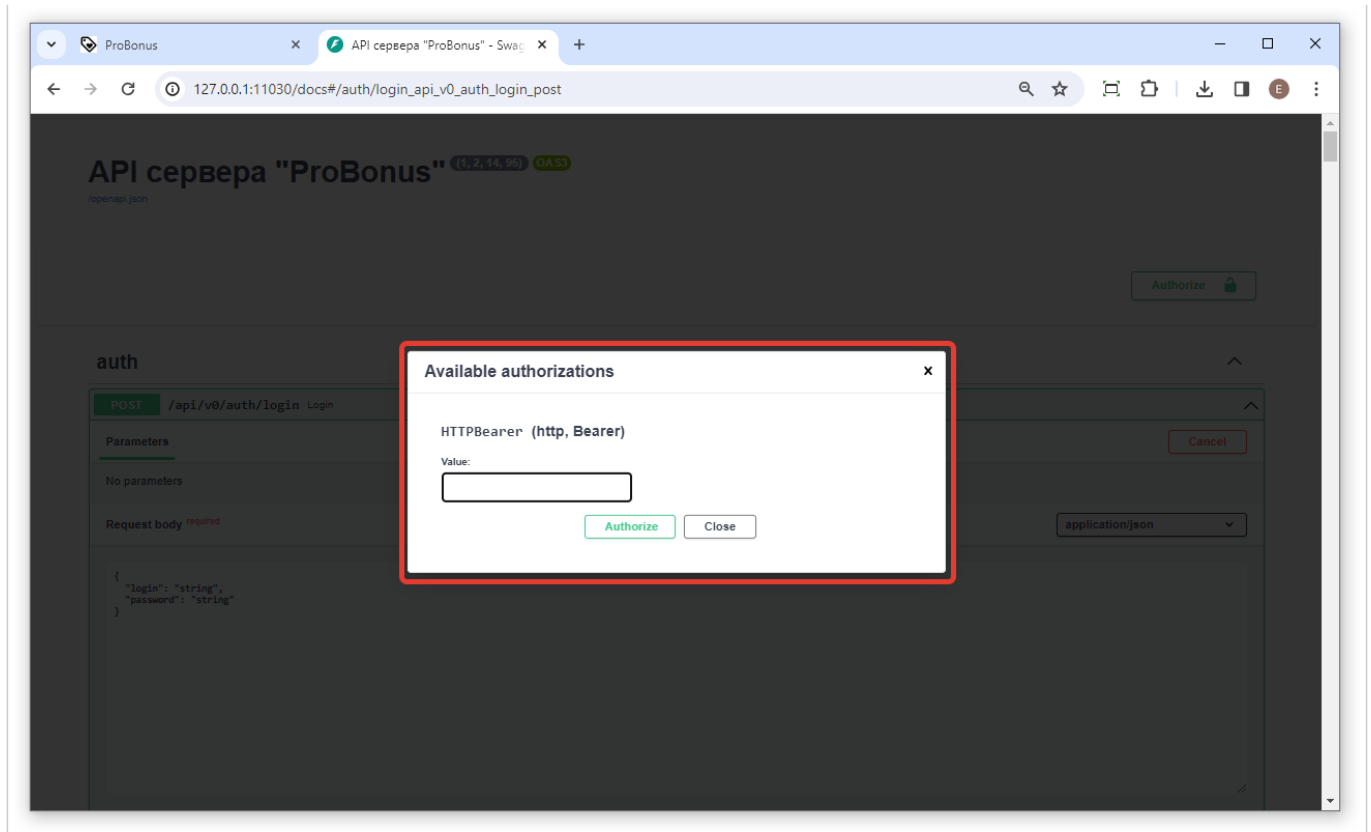 ProBonus
API сервера "ProBonus" - Swag
127.0.0.1:11030/docs#/auth/login_api_v0_auth_login_post
E
API сервера "ProBonus" (1, 2, 14, 95) OAS3
/openapi.json
Authorize
auth
POST /api/v0/auth/login Login
Parameters
Cancel
No parameters
Request body required
application/json
{
"login": "string",
"password": "string"
}
Available authorizations
HTTPBearer (http, Bearer)
Value:
Authorize
Close